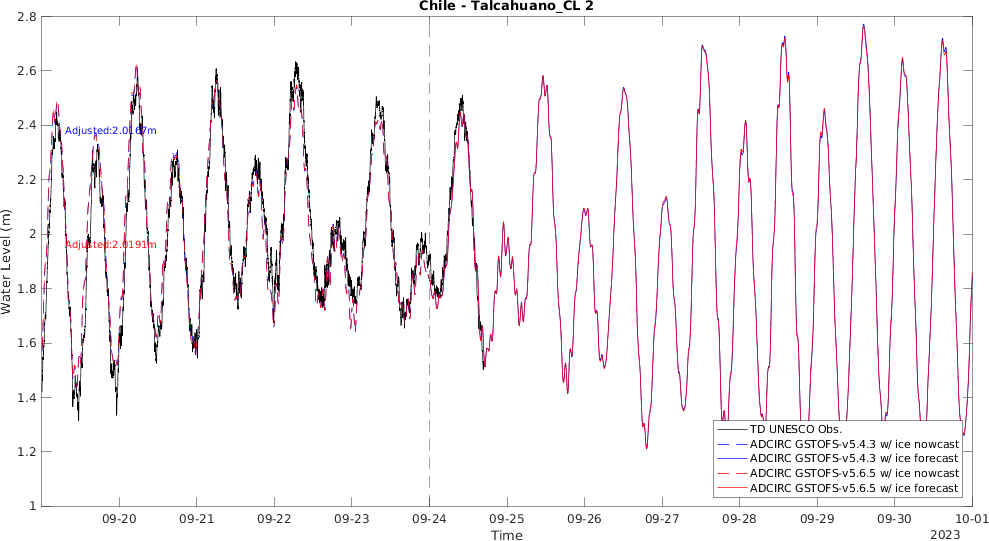 Chile - Talcahuano_CL 2
2.8
2.6
2.4
2.2
2
1.8
1.6
1.4
1.2
1
Water Level (m)
Adjusted:2.0167m
Adjusted:2.0191m
TD UNESCO Obs.
ADCIRC GSTOFS-v5.4.3 w/ ice nowcast
ADCIRC GSTOFS-v5.4.3 w/ ice forecast
ADCIRC GSTOFS-v5.6.5 w/ ice nowcast
ADCIRC GSTOFS-v5.6.5 w/ ice forecast
09-20 09-21 09-22 09-23 09-24 09-25 09-26 09-27 09-28 09-29 09-30 10-01
Time
2023